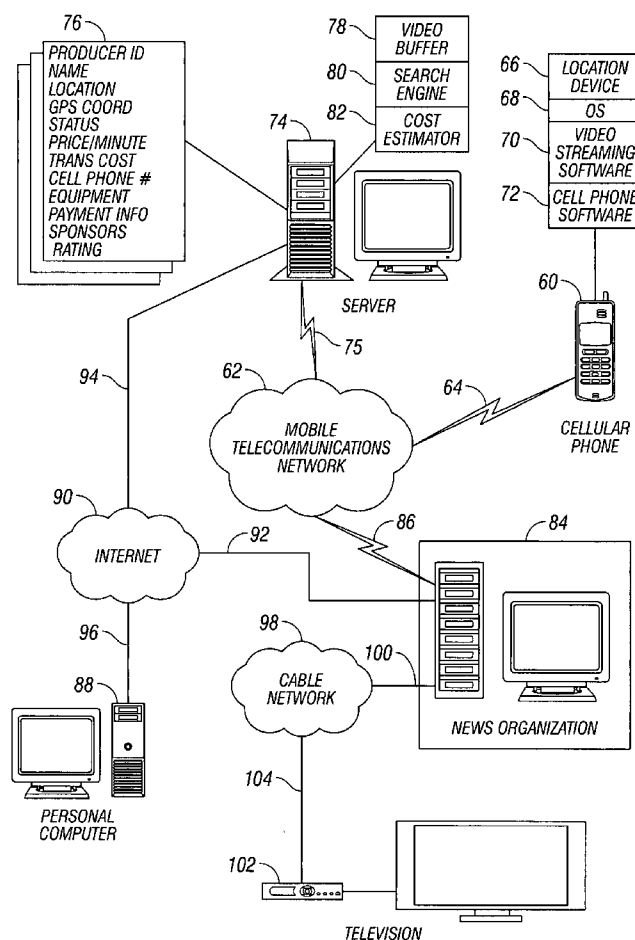 76
PRODUCER ID
NAME
LOCATION
GPS COORD
STATUS
PRICE/MINUTE
TRANS COST
CELL PHONE #
EQUIPMENT
PAYMENT INFO
SPONSORS
RATING
78
VIDEO
BUFFER
80
SEARCH
ENGINE
82
COST
ESTIMATOR
66
LOCATION
DEVICE
68
OS
70
VIDEO
STREAMING
SOFTWARE
72
CELL PHONE
SOFTWARE
74
SERVER
60
CELLULAR
PHONE
75
94
62
MOBILE
TELECOMMUNICATIONS
NETWORK
64
90
INTERNET
92
86
84
96
98
CABLE
NETWORK
100
NEWS ORGANIZATION
88
PERSONAL
COMPUTER
104
102
TELEVISION